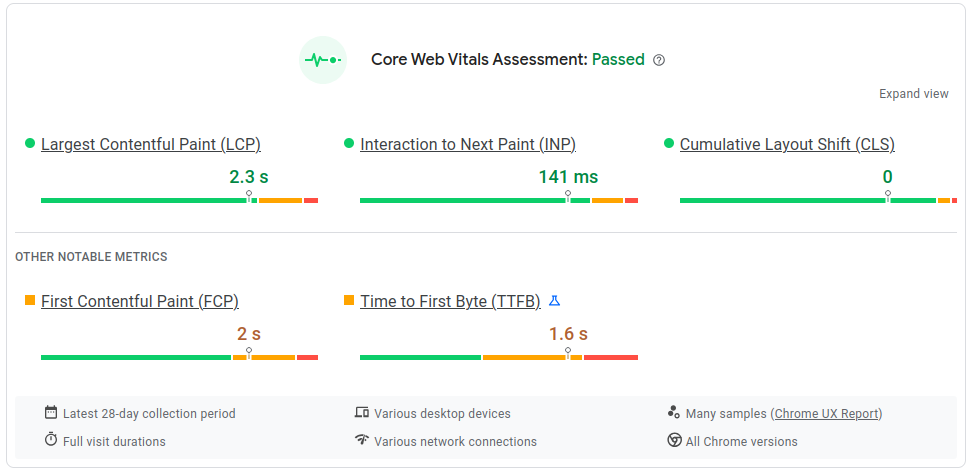 Core Web Vitals Assessment: Passed
Expand view
Largest Contentful Paint (LCP)
2.3 s
Interaction to Next Paint (INP)
141 ms
Cumulative Layout Shift (CLS)
0
OTHER NOTABLE METRICS
First Contentful Paint (FCP)
2 s
Time to First Byte (TTFB)
1.6 s
Latest 28-day collection period
Various desktop devices
Many samples (Chrome UX Report)
Full visit durations
Various network connections
All Chrome versions